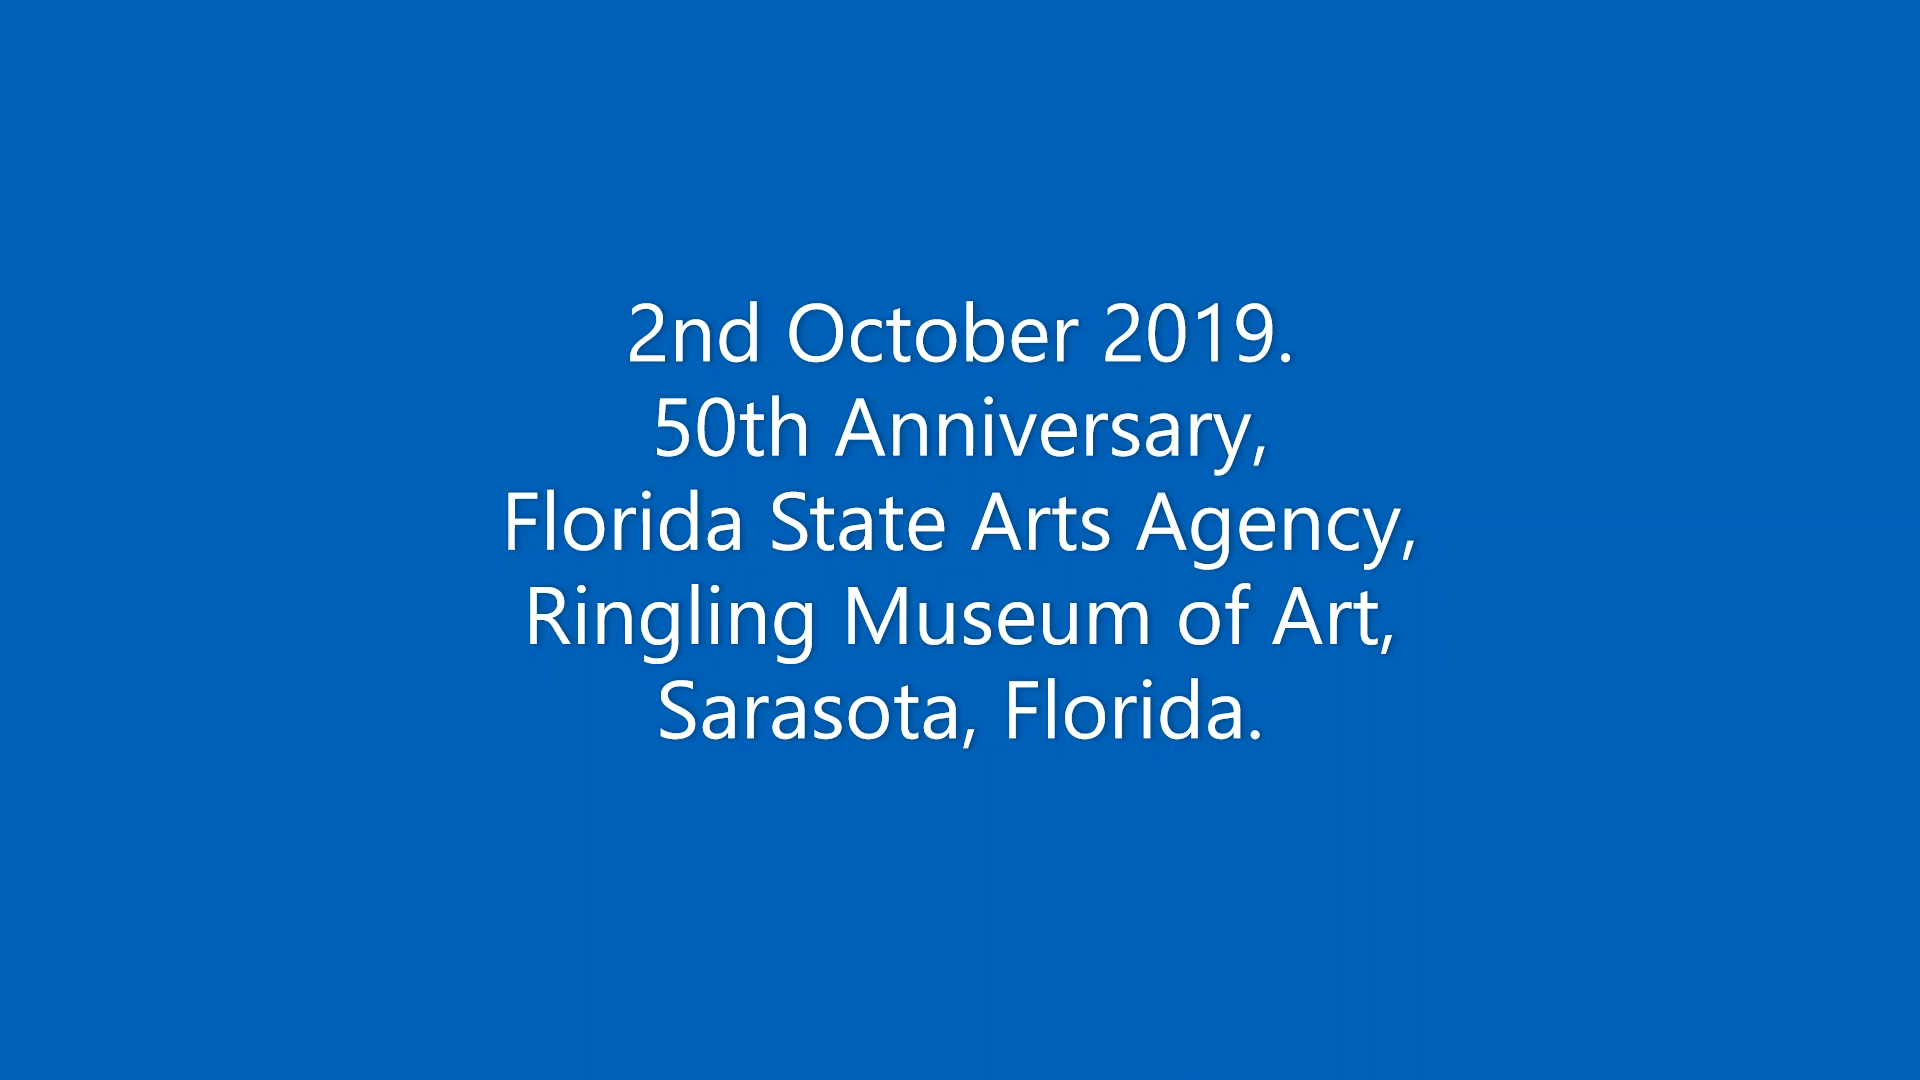 2nd October 2019.
50th Anniversary,
Florida State Arts Agency,
Ringling Museum of Art,
Sarasota, Florida.